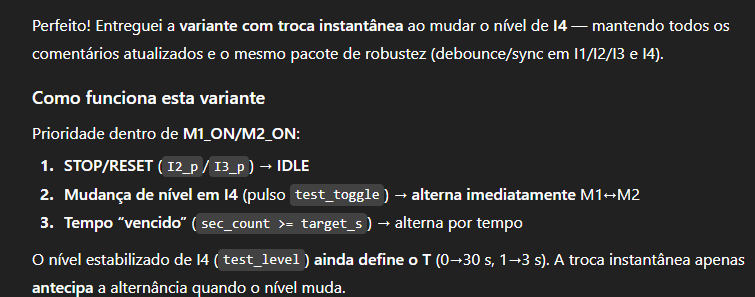 Perfeito! Entreguei a variante com troca instantânea ao mudar o nível de I4 — mantendo todos os
comentários atualizados e o mesmo pacote de robustez (debounce/sync em I1/I2/I3 e I4).
Como funciona esta variante
Prioridade dentro de M1_ON/M2_ON:
1. STOP/RESET (I2_p/I3_p) → IDLE
2. Mudança de nível em I4 (pulso test_toggle) → alterna imediatamente M1↔M2
3. Tempo “vencido” (sec_count >= target_s) → alterna por tempo
O nível estabilizado de I4 (test_level) ainda define o T (0→30 s, 1→3 s). A troca instantânea apenas
antecipa a alternância quando o nível muda.